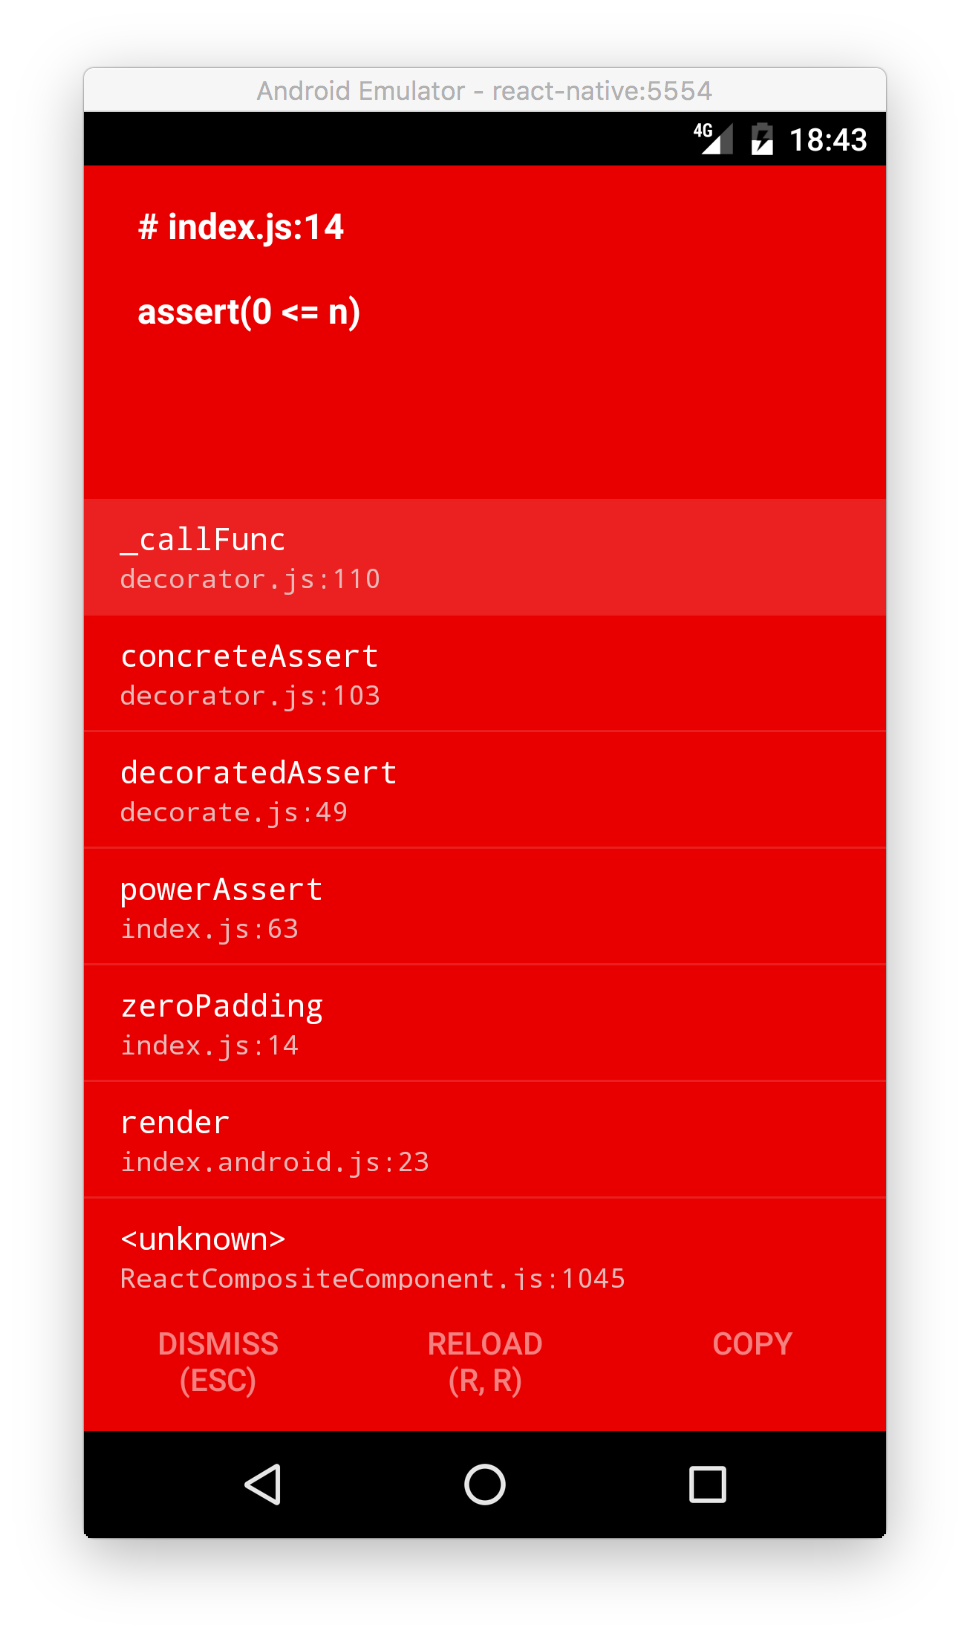 Android Emulator - react-native:5554
4G 18:43
# index.js:14
assert(0 <= n)
_callFunc
decorator.js:110
concreteAssert
decorator.js:103
decoratedAssert
decorate.js:49
powerAssert
index.js:63
zeroPadding
index.js:14
render
index.android.js:23
<unknown>
ReactCompositeComponent.js:1045
DISMISS RELOAD COPY
(ESC) (R, R)